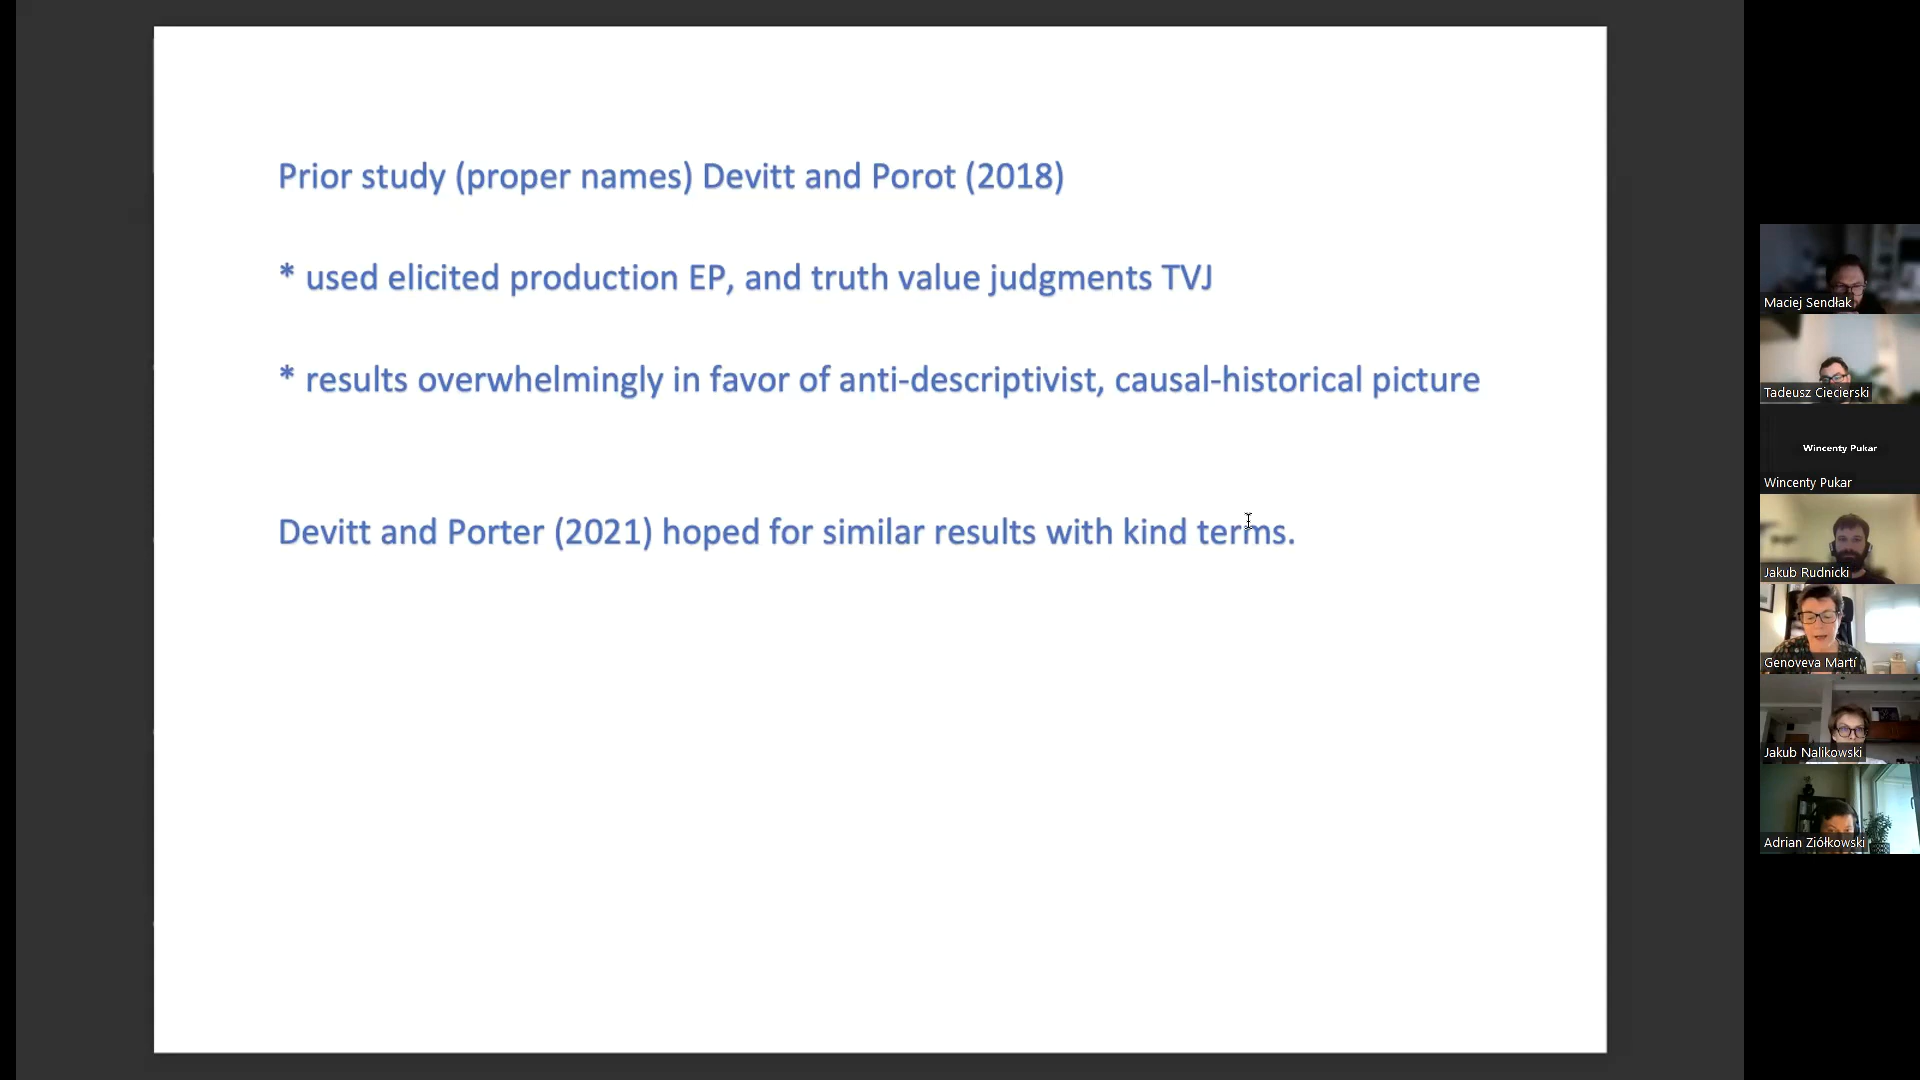 Prior study (proper names) Devitt and Porot (2018)
* used elicited production EP, and truth value judgments TVJ
* results overwhelmingly in favor of anti-descriptivist, causal-historical picture
Devitt and Porter (2021) hoped for similar results with kind terms.
Maciej Sendłak
Tadeusz Ciecierski
Wincenty Pukar
Wincenty Pukar
Jakub Rudnicki
Genoveva Martí
Jakub Nalikowski
Adrian Ziółkowski